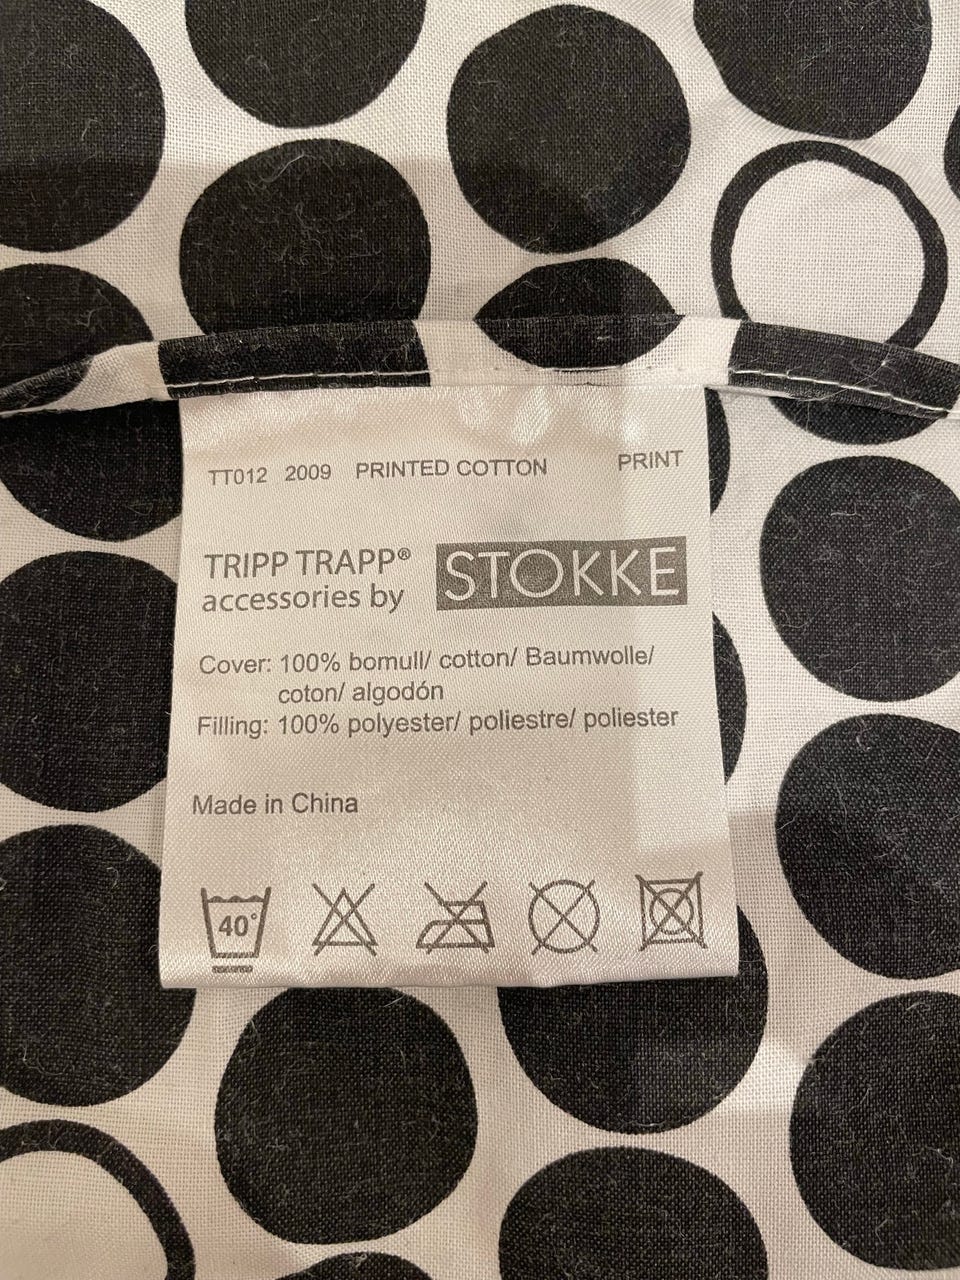 TT012 2009 PRINTED COTTON PRINT
TRIPP TRAPP®
accessories by STOKKE
Cover: 100% bomull/ cotton/ Baumwolle/
coton/ algodón
Filling: 100% polyester/ poliestre/ poliester
Made in China
40°